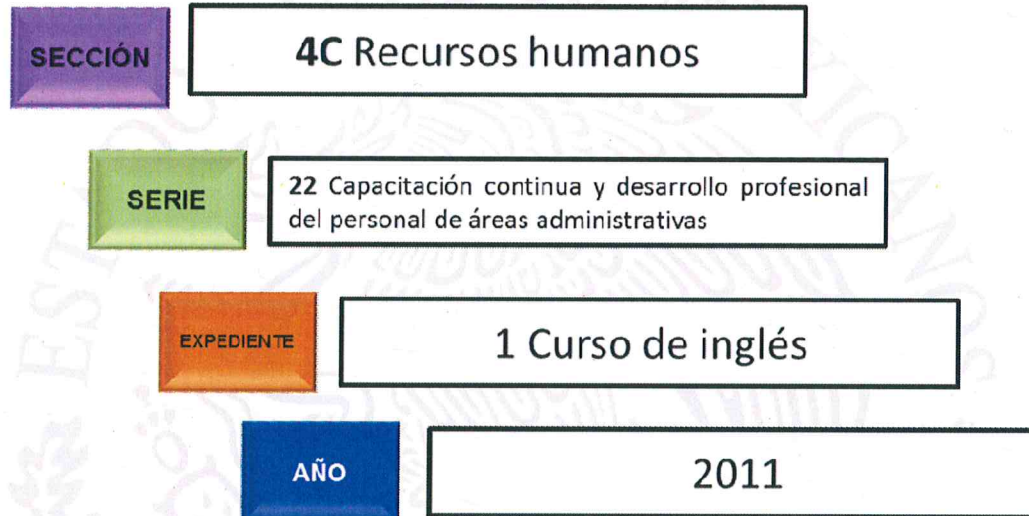 SECCIÓN
4C Recursos humanos
SERIE
22 Capacitación continua y desarrollo profesional
del personal de áreas administrativas
EXPEDIENTE
1 Curso de inglés
AÑO
2011